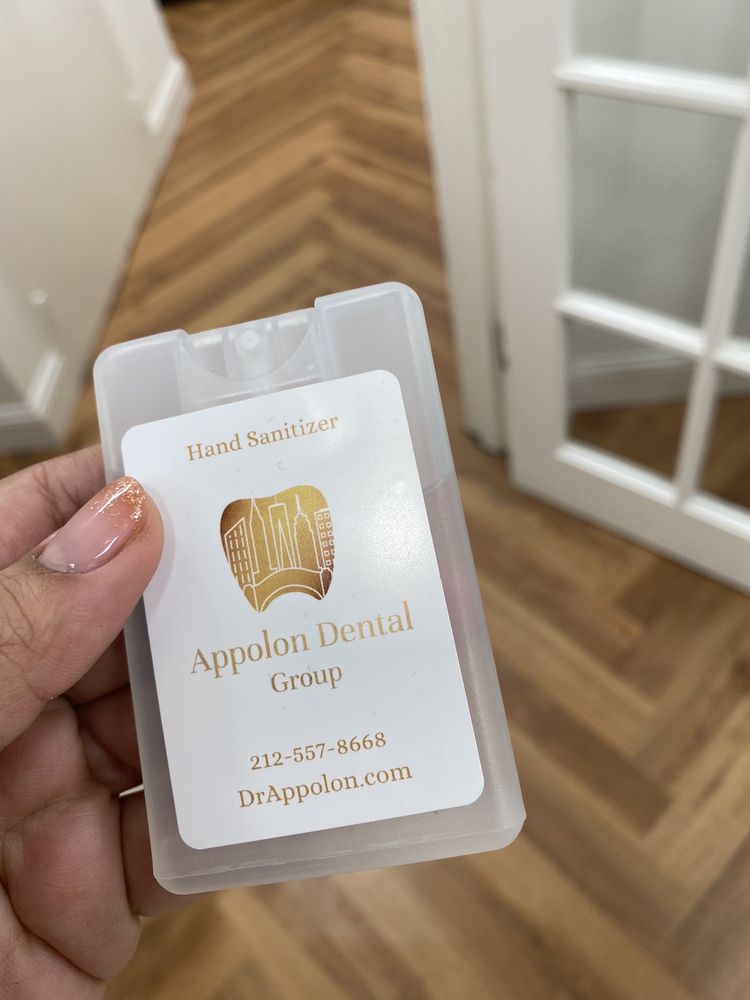 Hand Sanitizer
Appolon Dental
Group
212-557-8668
DrAppolon.com